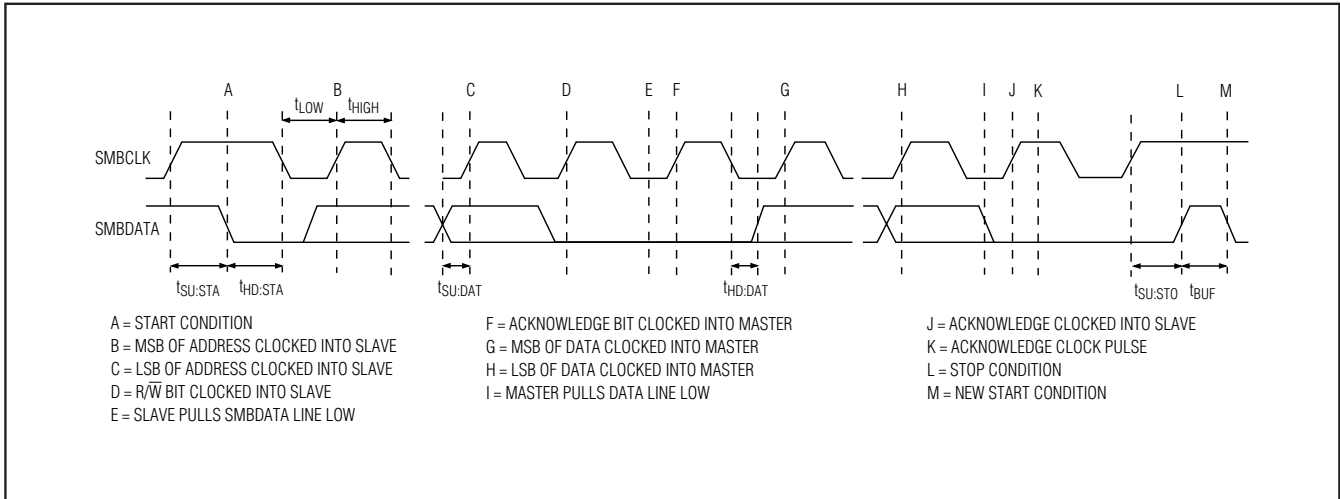 A B C D E F G H I J K L M
tLOW tHIGH
SMBCLK
SMBDATA
tSU:STA tHD:STA tSU:DAT tHD:DAT tSU:STO tBUF
A = START CONDITION
B = MSB OF ADDRESS CLOCKED INTO SLAVE
C = LSB OF ADDRESS CLOCKED INTO SLAVE
D = R/W̅ BIT CLOCKED INTO SLAVE
E = SLAVE PULLS SMBDATA LINE LOW
F = ACKNOWLEDGE BIT CLOCKED INTO MASTER
G = MSB OF DATA CLOCKED INTO MASTER
H = LSB OF DATA CLOCKED INTO MASTER
I = MASTER PULLS DATA LINE LOW
J = ACKNOWLEDGE CLOCKED INTO SLAVE
K = ACKNOWLEDGE CLOCK PULSE
L = STOP CONDITION
M = NEW START CONDITION